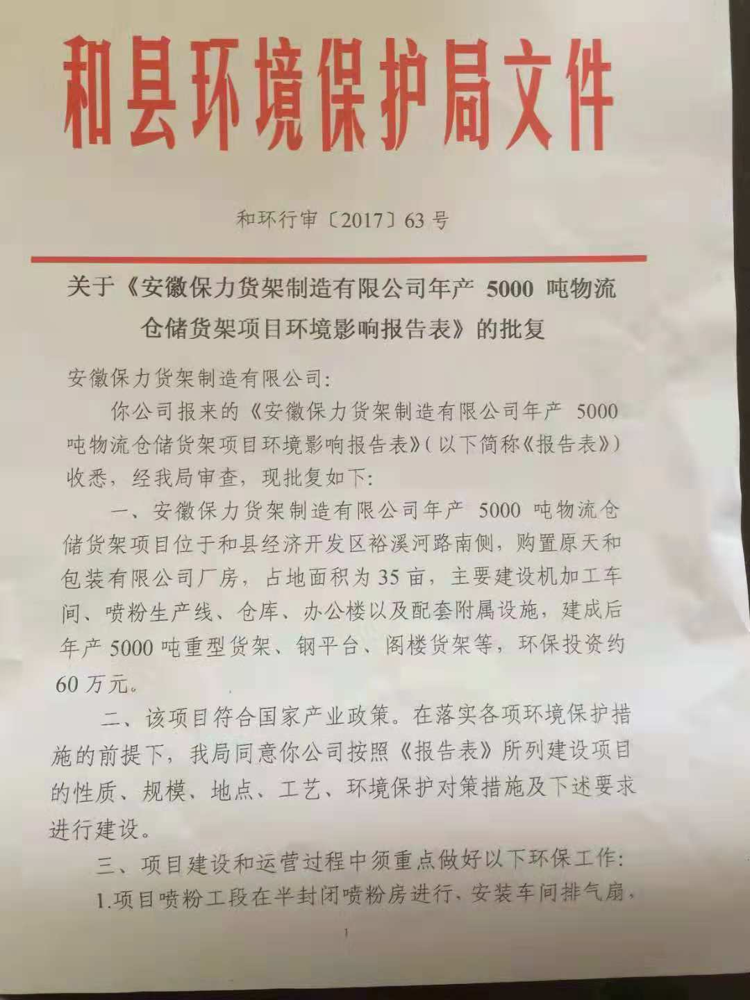 和县环境保护局文件
和环行审〔2017〕63 号
关于《安徽保力货架制造有限公司年产 5000 吨物流
仓储货架项目环境影响报告表》的批复
安徽保力货架制造有限公司：
你公司报来的《安徽保力货架制造有限公司年产 5000
吨物流仓储货架项目环境影响报告表》（以下简称《报告表》）
收悉，经我局审查，现批复如下：
一、安徽保力货架制造有限公司年产 5000 吨物流仓
储货架项目位于和县经济开发区裕溪河路南侧，购置原天和
包装有限公司厂房，占地面积为 35 亩，主要建设机加工车
间、喷粉生产线、仓库、办公楼以及配套附属设施，建成后
年产 5000 吨重型货架、钢平台、阁楼货架等，环保投资约
60 万元。
二、该项目符合国家产业政策。在落实各项环境保护措
施的前提下，我局同意你公司按照《报告表》所列建设项目
的性质、规模、地点、工艺、环境保护对策措施及下述要求
进行建设。
三、项目建设和运营过程中须重点做好以下环保工作：
1.项目喷粉工段在半封闭喷粉房进行，安装车间排气扇，
1